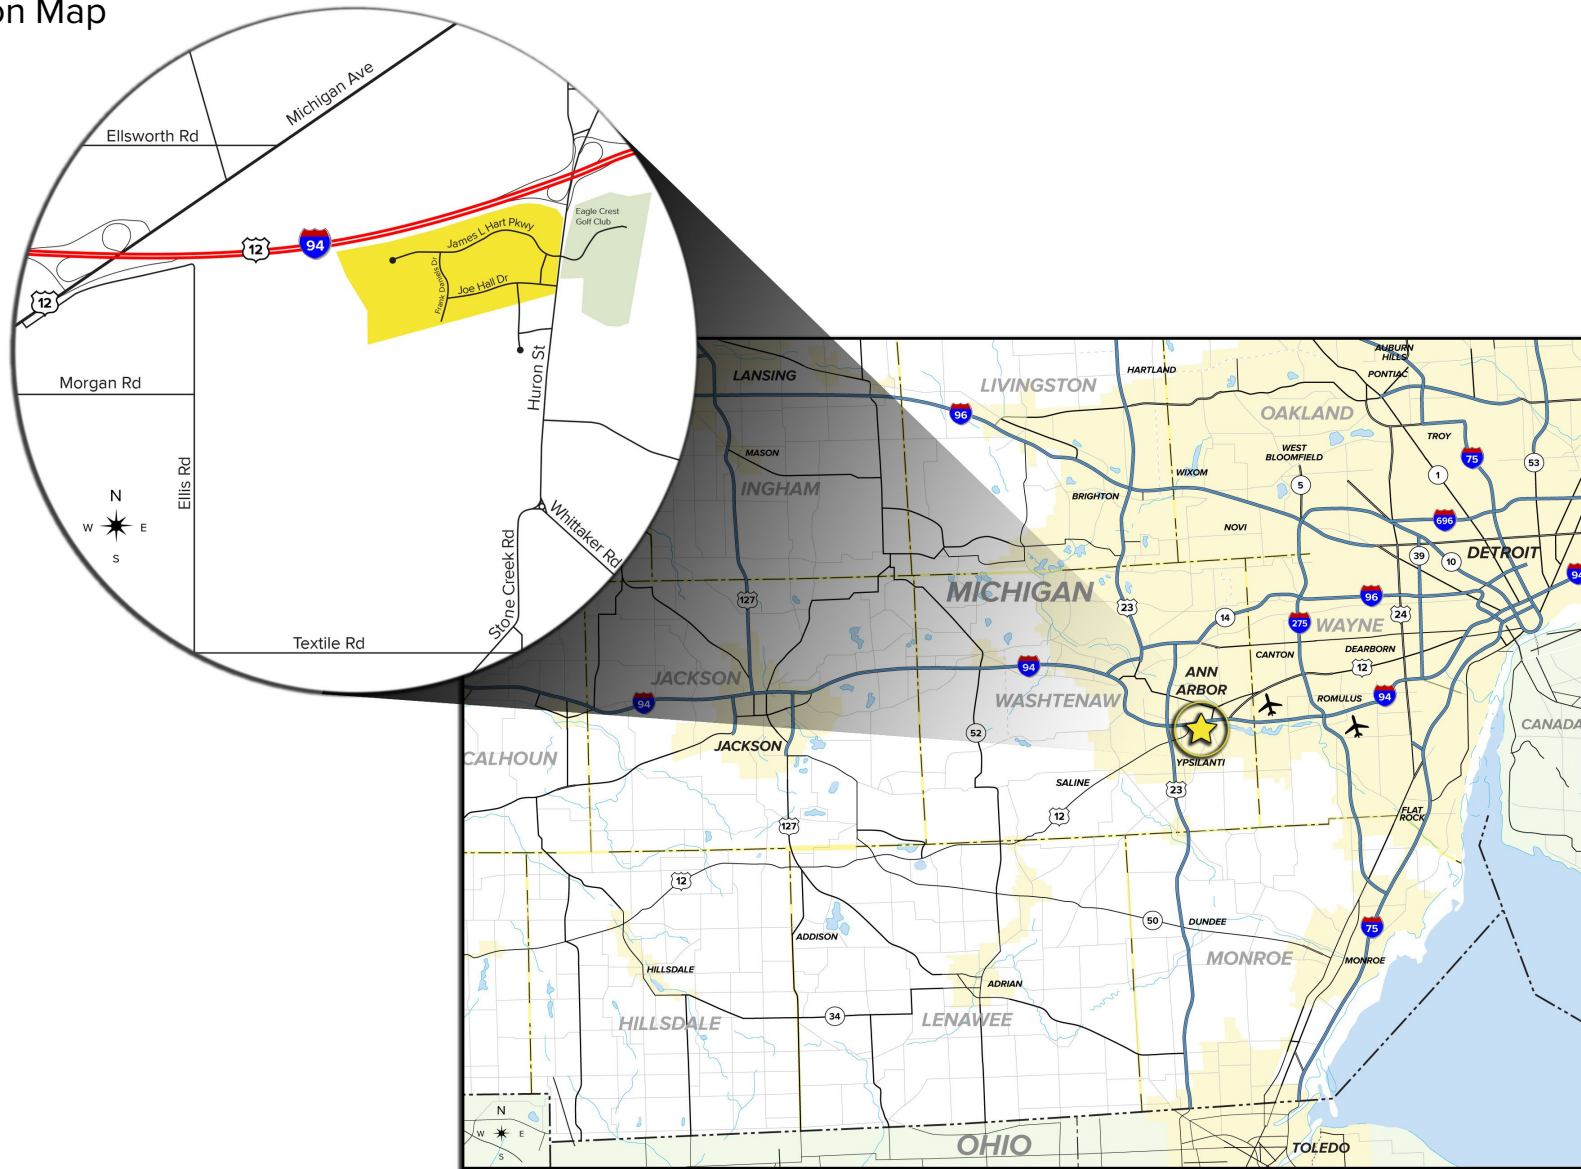 on Map
Michigan Ave
Ellsworth Rd
Eagle Crest
Golf Club
James L Hart Pkwy
12
94
Frank Daniels Dr
Joe Hall Dr
12
Huron St
Morgan Rd
Ellis Rd
N
W E
S
Whittaker Rd
Stone Creek Rd
Textile Rd
AUBURN
HILLS
PONTIAC
HARTLAND
LANSING
LIVINGSTON
96
OAKLAND
TROY
WEST
BLOOMFIELD
75
53
MASON
WIXOM
1
INGHAM
5
BRIGHTON
696
NOVI
39
10
DETROIT
94
MICHIGAN
127
96
23
14
24
275
WAYNE
DEARBORN
CANTON
12
94
ANN
ARBOR
JACKSON
WASHTENAW
94
94
ROMULUS
CANADA
52
JACKSON
CALHOUN
YPSILANTI
SALINE
23
12
FLAT
ROCK
127
12
50
DUNDEE
75
ADDISON
MONROE
MONROE
HILLSDALE
ADRIAN
34
LENAWEE
HILLSDALE
N
W E
S
OHIO
TOLEDO